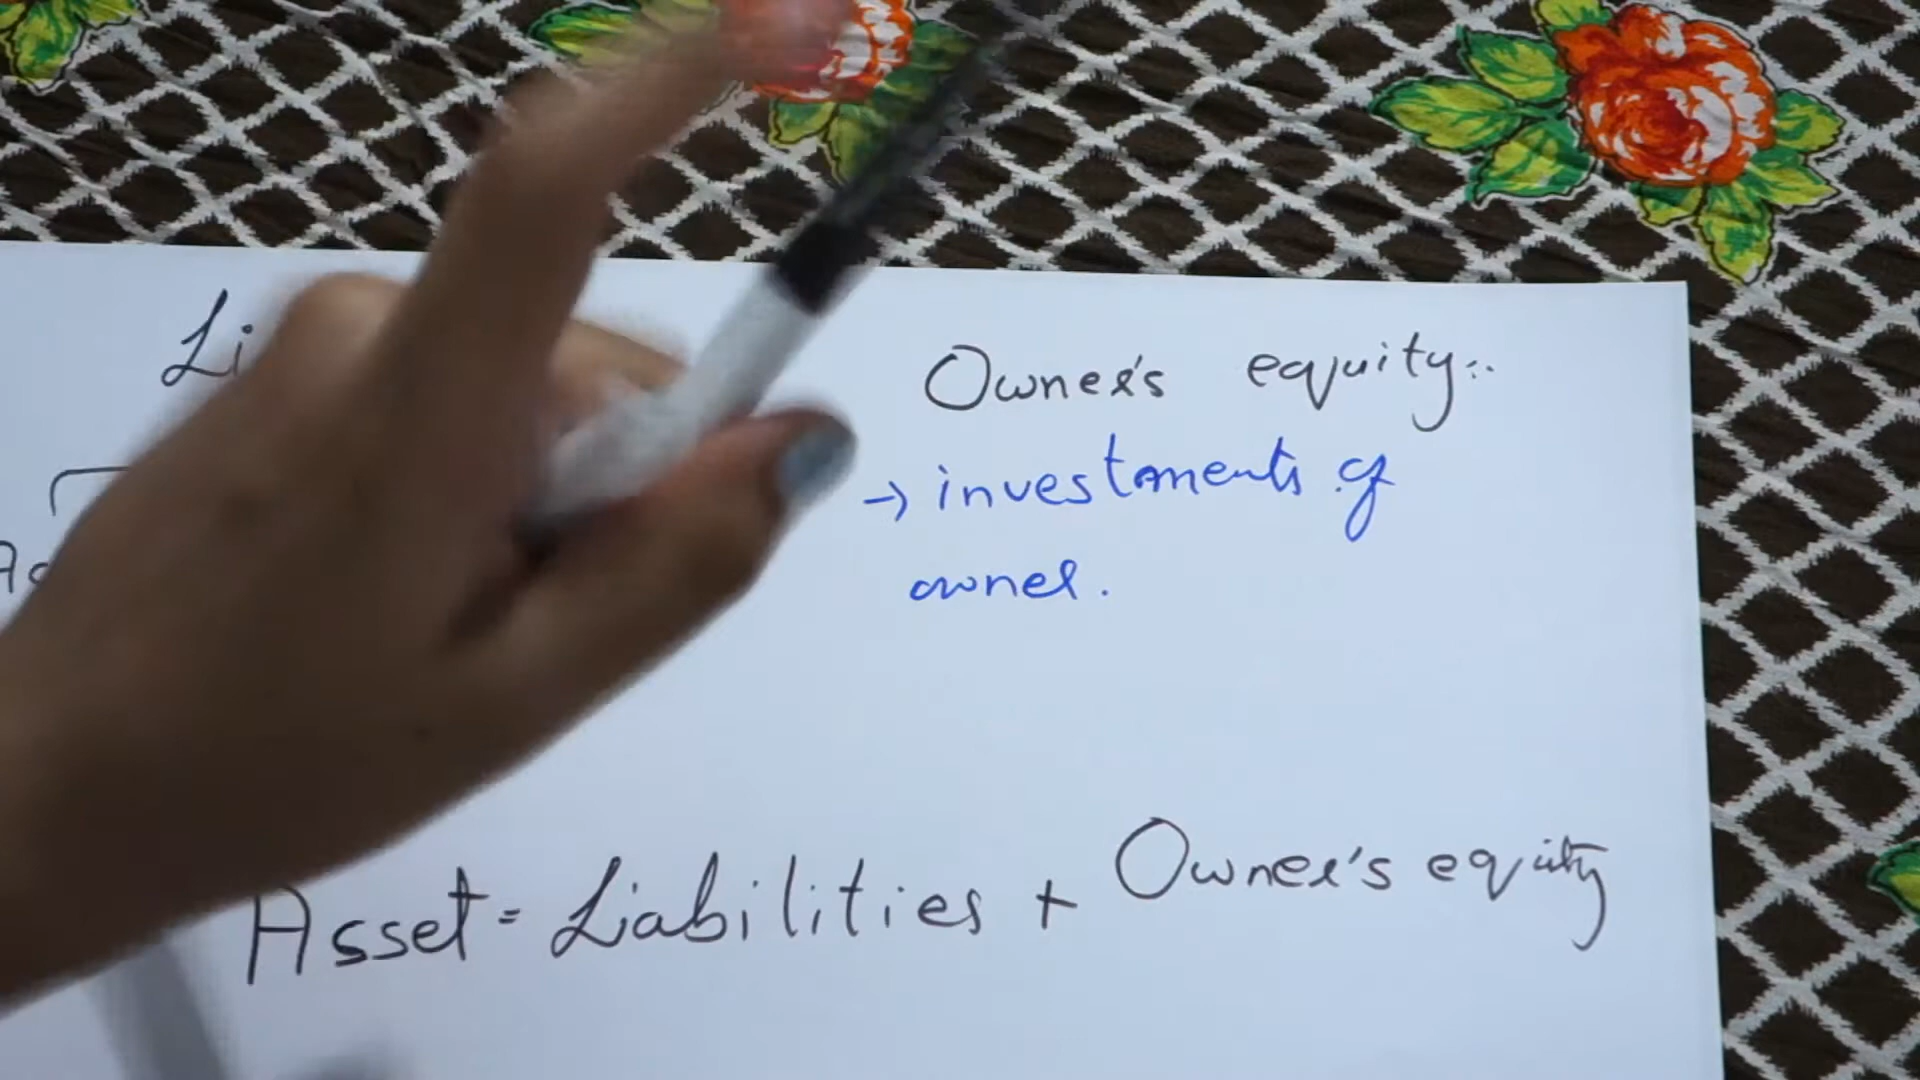 Owner's equity:
→ investments of
owner.
Asset = Liabilities + Owner's equity